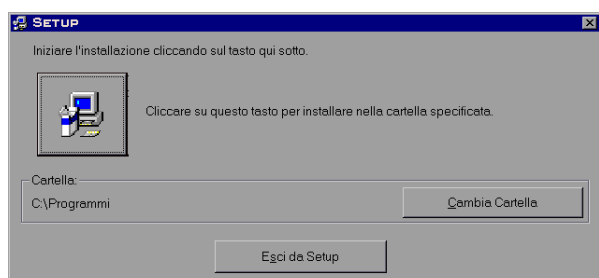 SETUP
Iniziare l'installazione cliccando sul tasto qui sotto.
Cliccare su questo tasto per installare nella cartella specificata.
Cartella:
C:\Programmi
Cambia Cartella
Esci da Setup